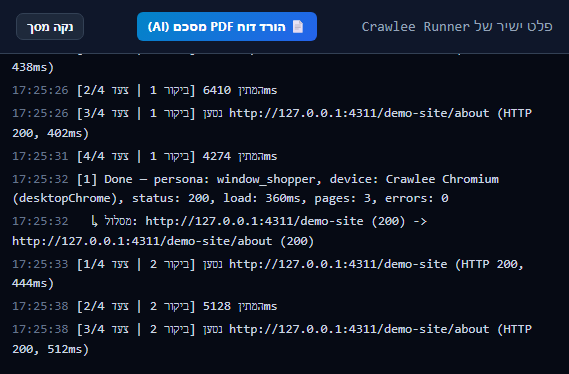 פלט ישיר של Crawlee Runner
📄 הורד דוח PDF מסכם (AI)
נקה מסך
438ms)
17:25:26 [ביקור 1 | צעד 2/4] המתין 6410ms
17:25:26 [ביקור 1 | צעד 3/4] נטען http://127.0.0.1:4311/demo-site/about (HTTP
200, 402ms)
17:25:31 [ביקור 1 | צעד 4/4] המתין 4274ms
17:25:32 [1] Done — persona: window_shopper, device: Crawlee Chromium
(desktopChrome), status: 200, load: 360ms, pages: 3, errors: 0
17:25:32 ↳ מסלול: http://127.0.0.1:4311/demo-site (200) ->
http://127.0.0.1:4311/demo-site/about (200)
17:25:33 [ביקור 2 | צעד 1/4] נטען http://127.0.0.1:4311/demo-site (HTTP 200,
444ms)
17:25:38 [ביקור 2 | צעד 2/4] המתין 5128ms
17:25:38 [ביקור 2 | צעד 3/4] נטען http://127.0.0.1:4311/demo-site/about (HTTP
200, 512ms)